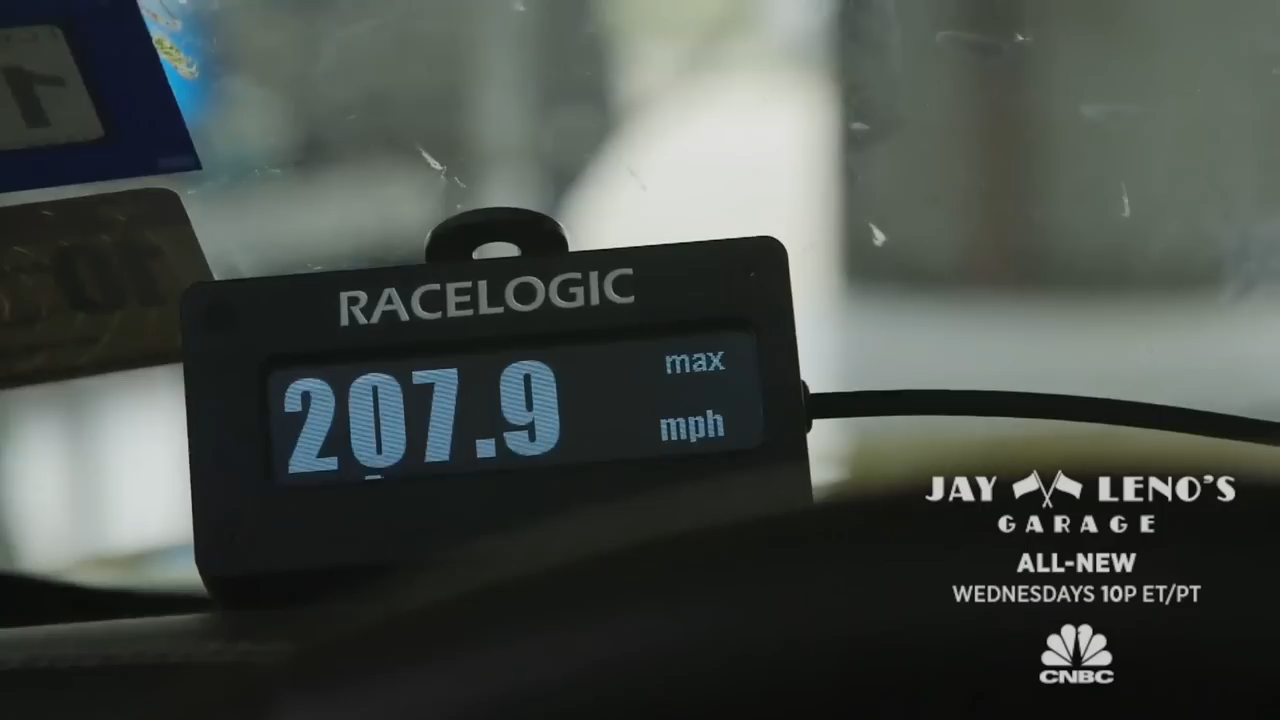 RACELOGIC
207.9
max
mph
JAY LENO'S
GARAGE
ALL-NEW
WEDNESDAYS 10P ET/PT
CNBC